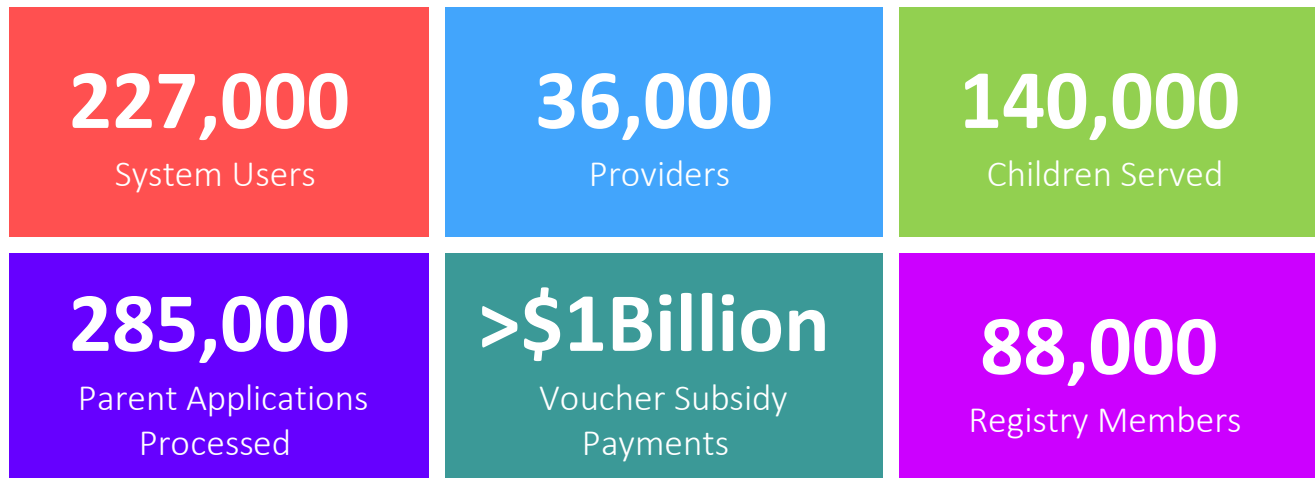 227,000
System Users
36,000
Providers
140,000
Children Served
285,000
Parent Applications
Processed
>$1Billion
Voucher Subsidy
Payments
88,000
Registry Members